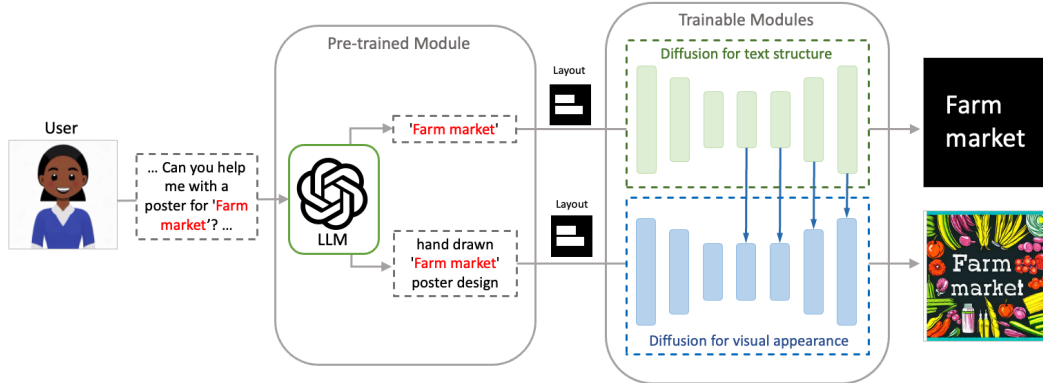 User
… Can you help
me with a
poster for 'Farm
market'? …
Pre-trained Module
LLM
'Farm market'
hand drawn
'Farm market'
poster design
Layout
Layout
Trainable Modules
Diffusion for text structure
Diffusion for visual appearance
Farm
market
Farm
market